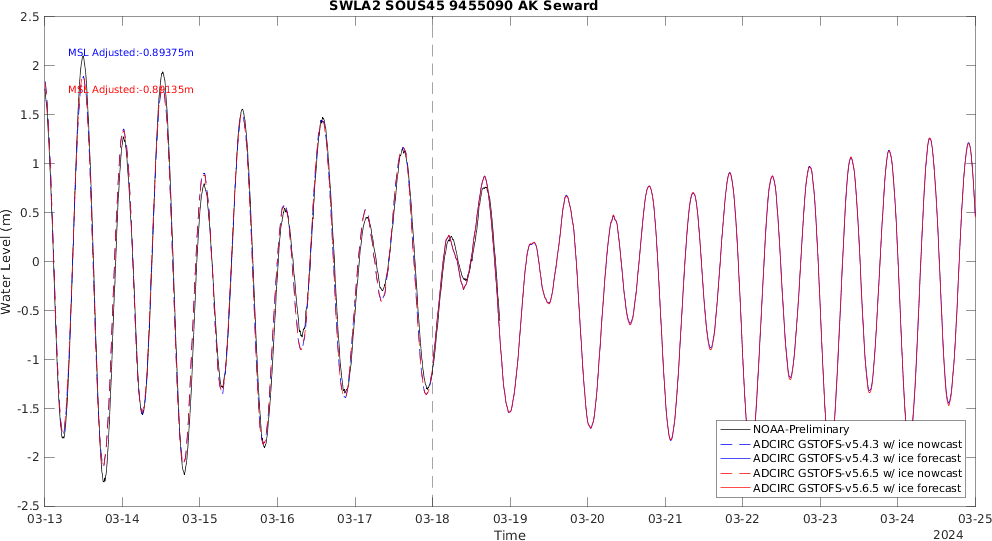 SWLA2 SOUS45 9455090 AK Seward
MSL Adjusted:-0.89375m
MSL Adjusted:-0.89135m
2.5
2
1.5
1
0.5
0
-0.5
-1
-1.5
-2
-2.5
Water Level (m)
NOAA-Preliminary
ADCIRC GSTOFS-v5.4.3 w/ ice nowcast
ADCIRC GSTOFS-v5.4.3 w/ ice forecast
ADCIRC GSTOFS-v5.6.5 w/ ice nowcast
ADCIRC GSTOFS-v5.6.5 w/ ice forecast
03-13 03-14 03-15 03-16 03-17 03-18 03-19 03-20 03-21 03-22 03-23 03-24 03-25
Time
2024